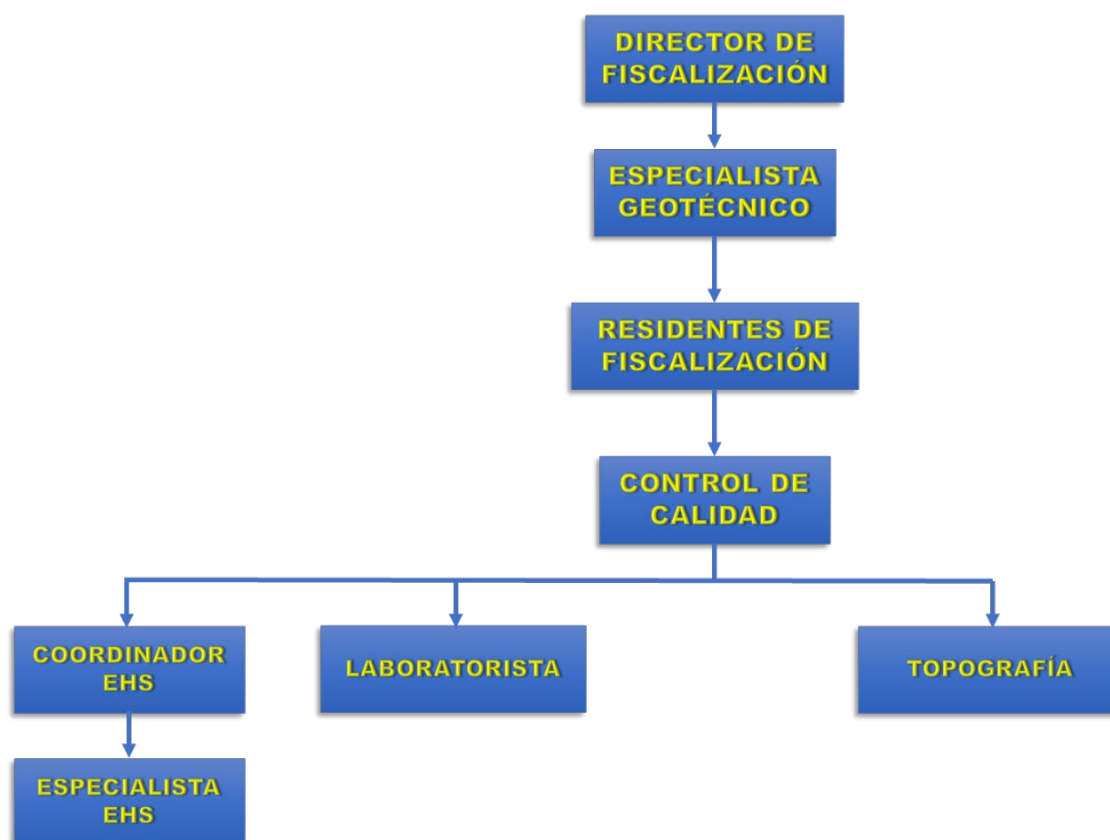 DIRECTOR DE
FISCALIZACIÓN
ESPECIALISTA
GEOTÉCNICO
RESIDENTES DE
FISCALIZACIÓN
CONTROL DE
CALIDAD
COORDINADOR
EHS
LABORATORISTA
TOPOGRAFÍA
ESPECIALISTA
EHS